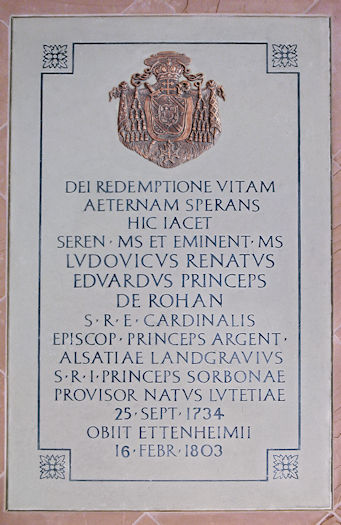 DEI REDEMPTIONE VITAM
AETERNAM SPERANS
HIC IACET
SEREN · MS ET EMINENT · MS
LVDOVICVS RENATVS
EDVARDVS PRINCEPS
DE ROHAN
S · R · E · CARDINALIS
EPISCOP · PRINCEPS ARGENT ·
ALSATIAE LANDGRAVIVS
S · R · I · PRINCEPS SORBONAE
PROVISOR NATVS LVTETIAE
25 · SEPT · 1734
OBIIT ETTENHEIMII
16 · FEBR · 1803